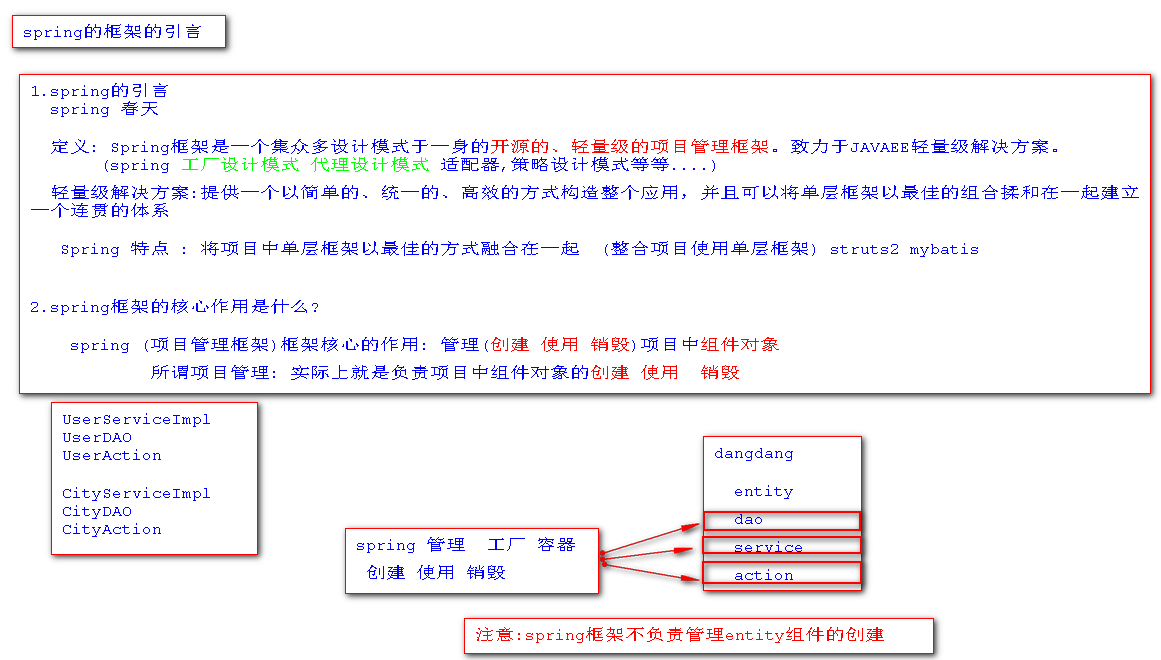 spring的框架的引言
1.spring的引言
spring 春天
定义: Spring框架是一个集众多设计模式于一身的开源的、轻量级的项目管理框架。致力于JAVAEE轻量级解决方案。
(spring 工厂设计模式 代理设计模式 适配器,策略设计模式等等....)
轻量级解决方案:提供一个以简单的、统一的、高效的方式构造整个应用，并且可以将单层框架以最佳的组合揉和在一起建立
一个连贯的体系
Spring 特点 : 将项目中单层框架以最佳的方式融合在一起 (整合项目使用单层框架) struts2 mybatis
2.spring框架的核心作用是什么?
spring (项目管理框架)框架核心的作用: 管理(创建 使用 销毁)项目中组件对象
所谓项目管理: 实际上就是负责项目中组件对象的创建 使用 销毁
UserServiceImpl
UserDAO
UserAction
CityServiceImpl
CityDAO
CityAction
spring 管理 工厂 容器
创建 使用 销毁
dangdang
entity
dao
service
action
注意:spring框架不负责管理entity组件的创建